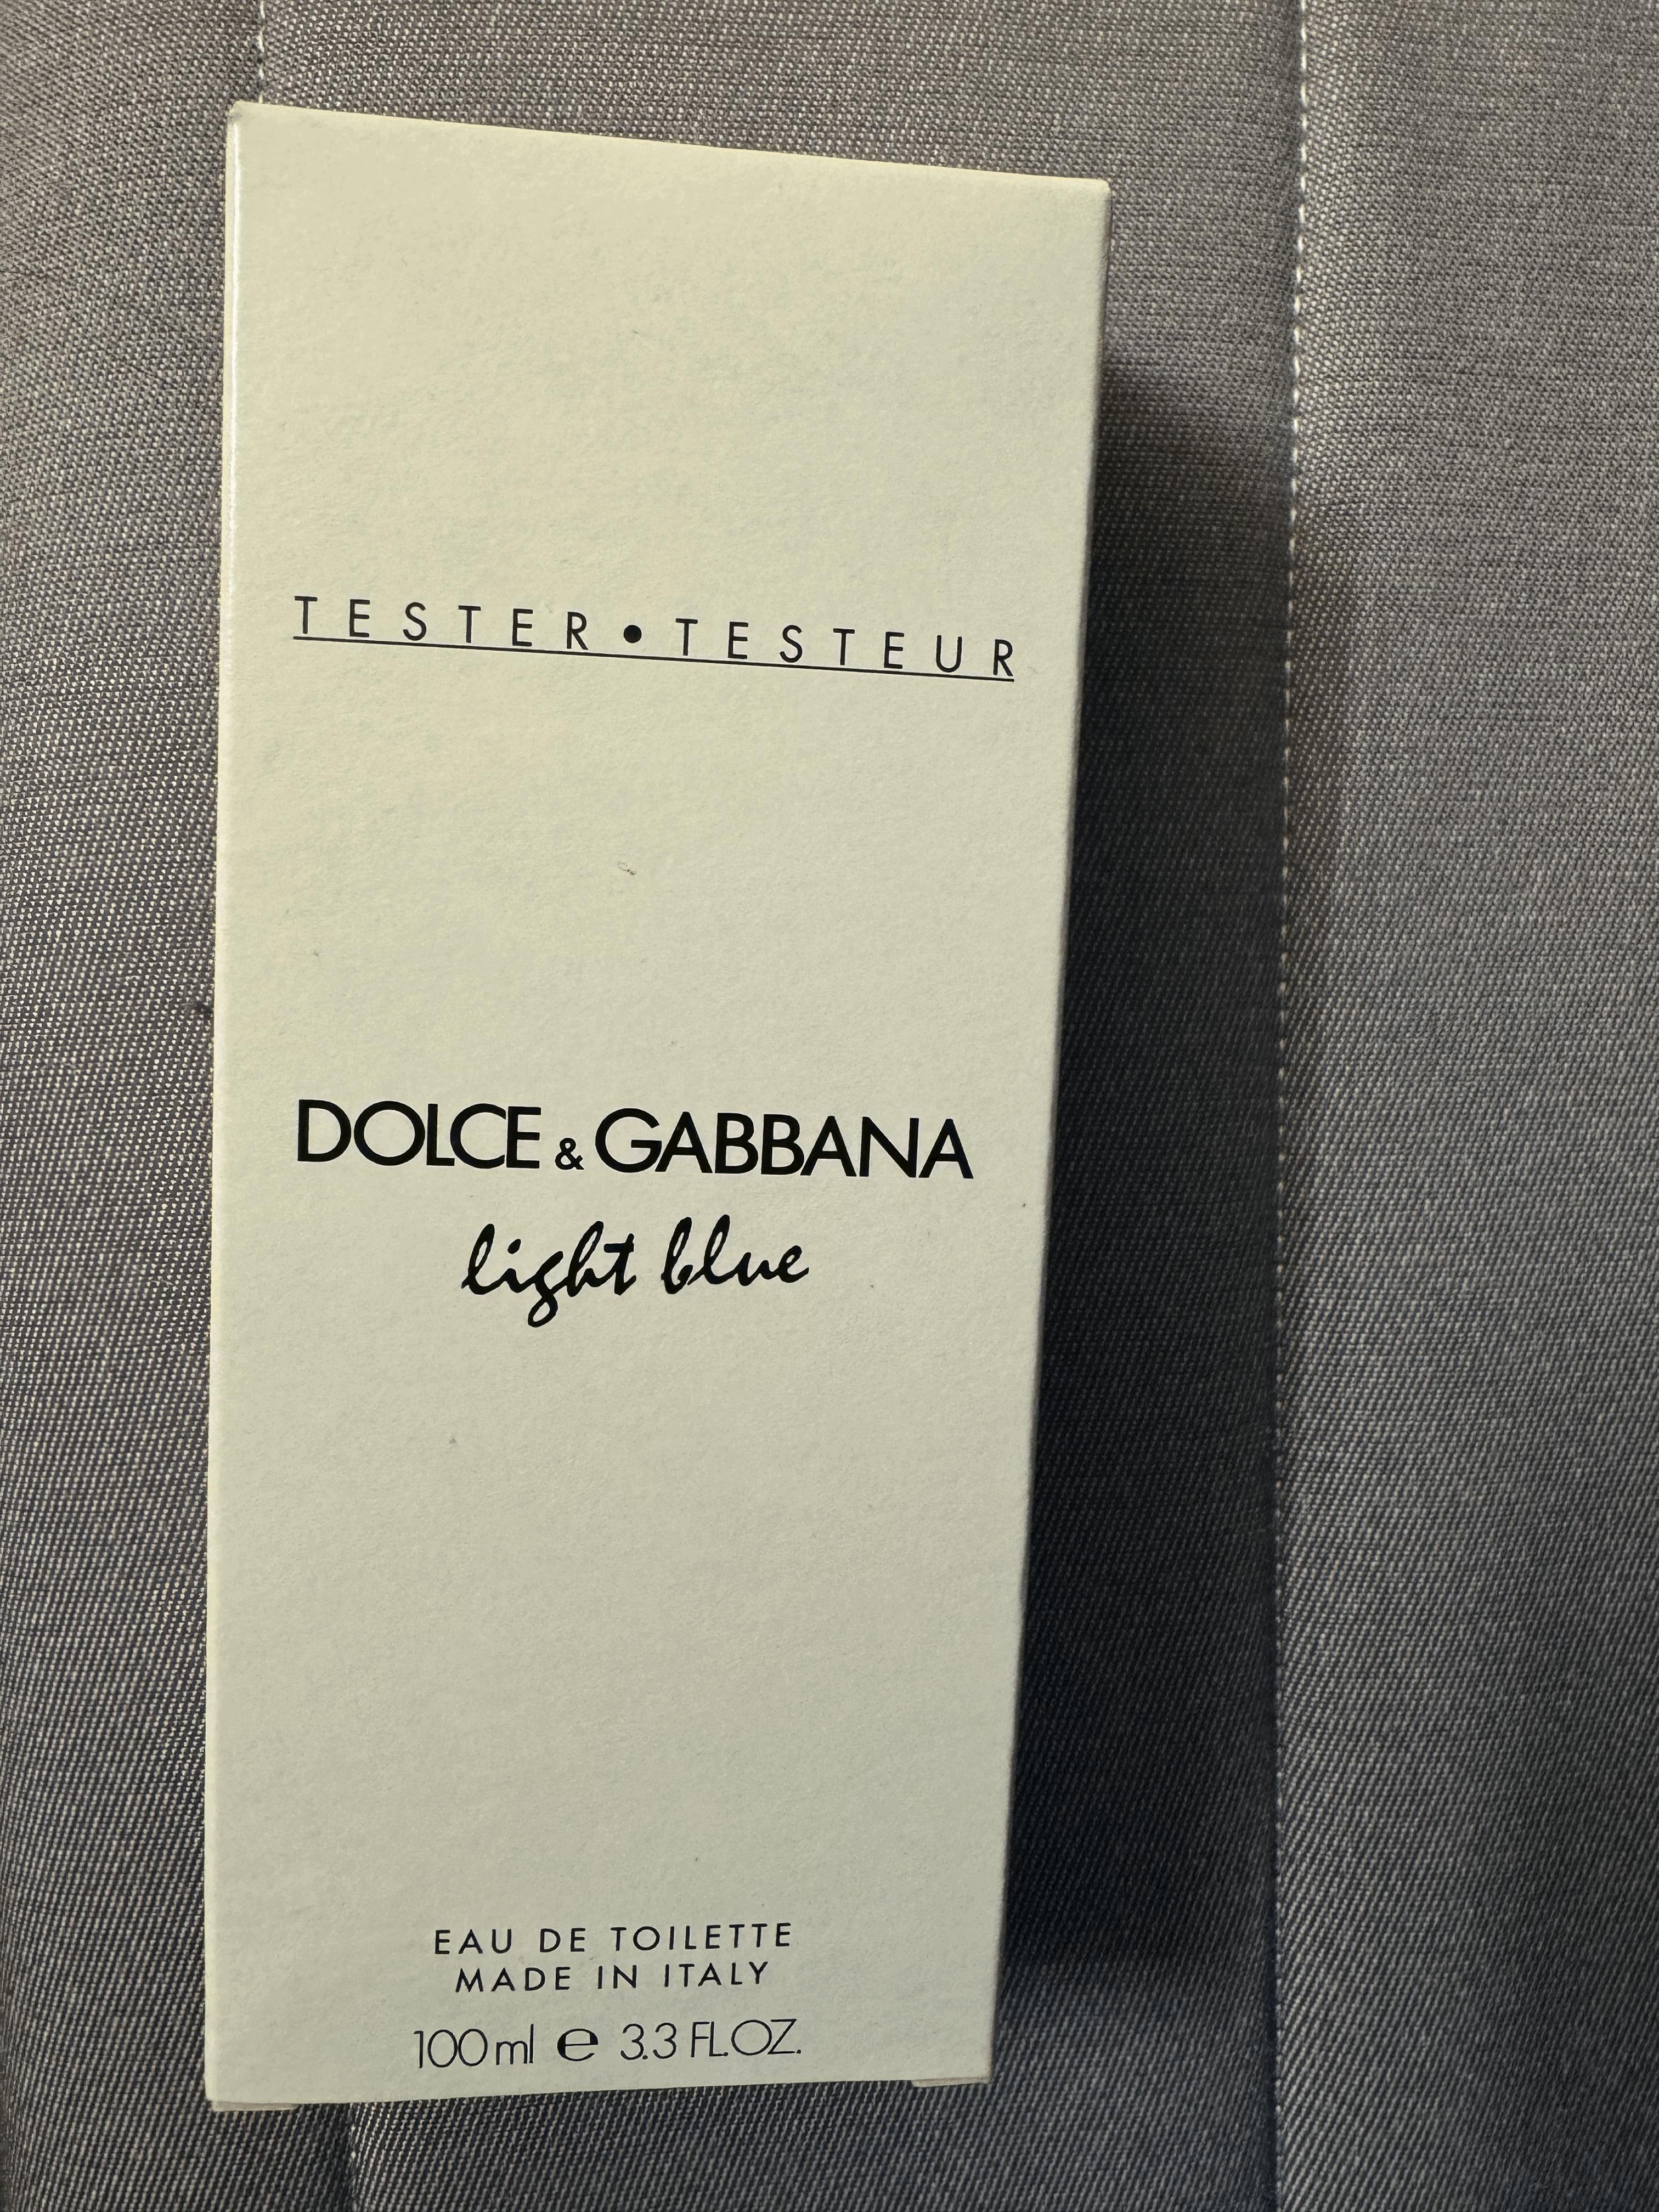 TESTER•TESTEUR
DOLCE & GABBANA
light blue
EAU DE TOILETTE
MADE IN ITALY
100ml e 3.3 FL.OZ.